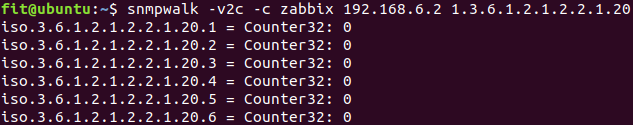 fit@ubuntu:~$ snmpwalk -v2c -c zabbix 192.168.6.2 1.3.6.1.2.1.2.2.1.20
iso.3.6.1.2.1.2.2.1.20.1 = Counter32: 0
iso.3.6.1.2.1.2.2.1.20.2 = Counter32: 0
iso.3.6.1.2.1.2.2.1.20.3 = Counter32: 0
iso.3.6.1.2.1.2.2.1.20.4 = Counter32: 0
iso.3.6.1.2.1.2.2.1.20.5 = Counter32: 0
iso.3.6.1.2.1.2.2.1.20.6 = Counter32: 0